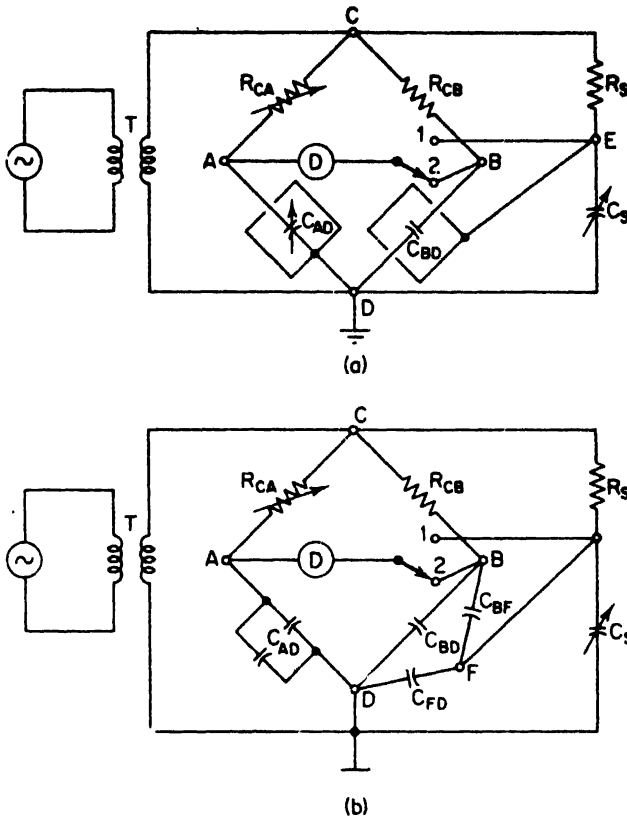 C
R_CA
R_CB
R_S
T
1
E
A
D
2.
B
C_AD
C_BD
C_S
D
(a)
C
R_CA
R_CB
R_S
T
1
A
D
2
B
C_BF
C_AD
C_BD
C_S
F
D
C_FD
(b)